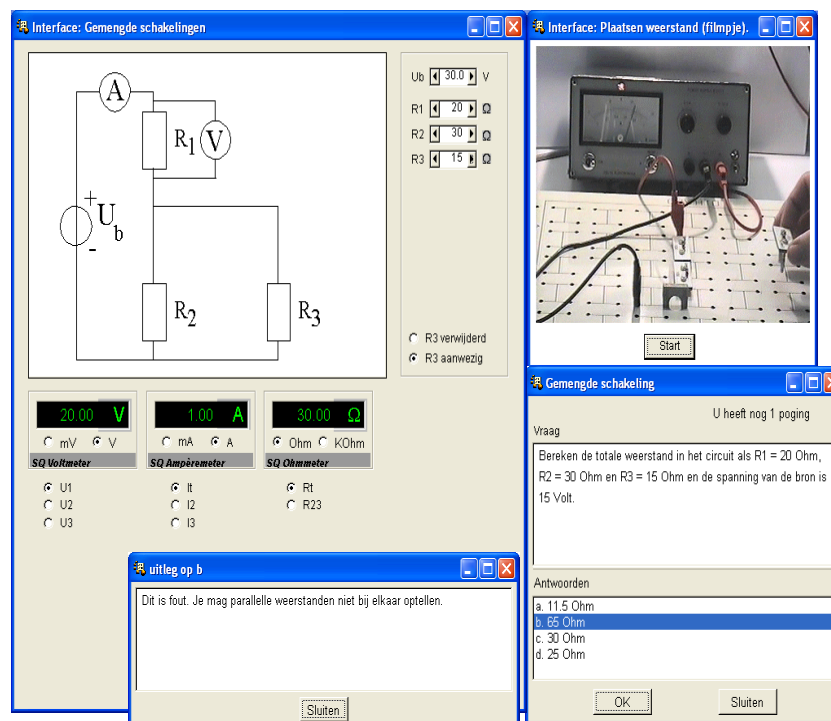 Interface: Gemengde schakelingen
A
R1
V
+
Ub
-
R2
R3
Ub 30.0 V
R1 20 Ω
R2 30 Ω
R3 15 Ω
R3 verwijderd
R3 aanwezig
20.00 V
mV V
SQ Voltmeter
U1
U2
U3
1.00 A
mA A
SQ Ampèremeter
It
I2
I3
30.00 Ω
Ohm KOhm
SQ Ohmmeter
Rt
R23
Interface: Plaatsen weerstand (filmpje).
Start
Gemengde schakeling
U heeft nog 1 poging
Vraag
Bereken de totale weerstand in het circuit als R1 = 20 Ohm,
R2 = 30 Ohm en R3 = 15 Ohm en de spanning van de bron is
15 Volt.
Antwoorden
a. 11.5 Ohm
b. 65 Ohm
c. 30 Ohm
d. 25 Ohm
OK
Sluiten
uitleg op b
Dit is fout. Je mag parallelle weerstanden niet bij elkaar optellen.
Sluiten